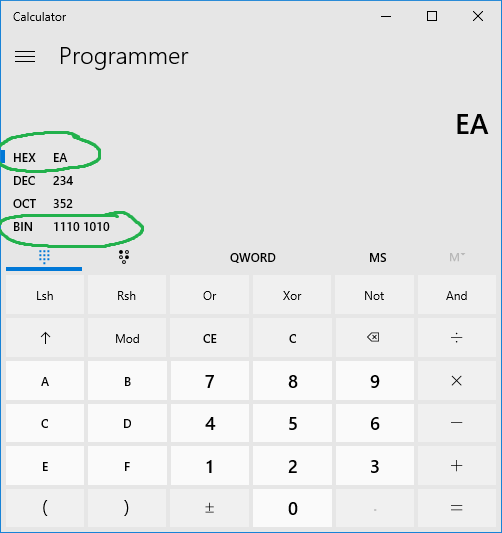 Calculator
Programmer
EA
HEX EA
DEC 234
OCT 352
BIN 1110 1010
QWORD MS M˅
Lsh Rsh Or Xor Not And
↑ Mod CE C ⌫ ÷
A B 7 8 9 ×
C D 4 5 6 −
E F 1 2 3 +
( ) ± 0 . =